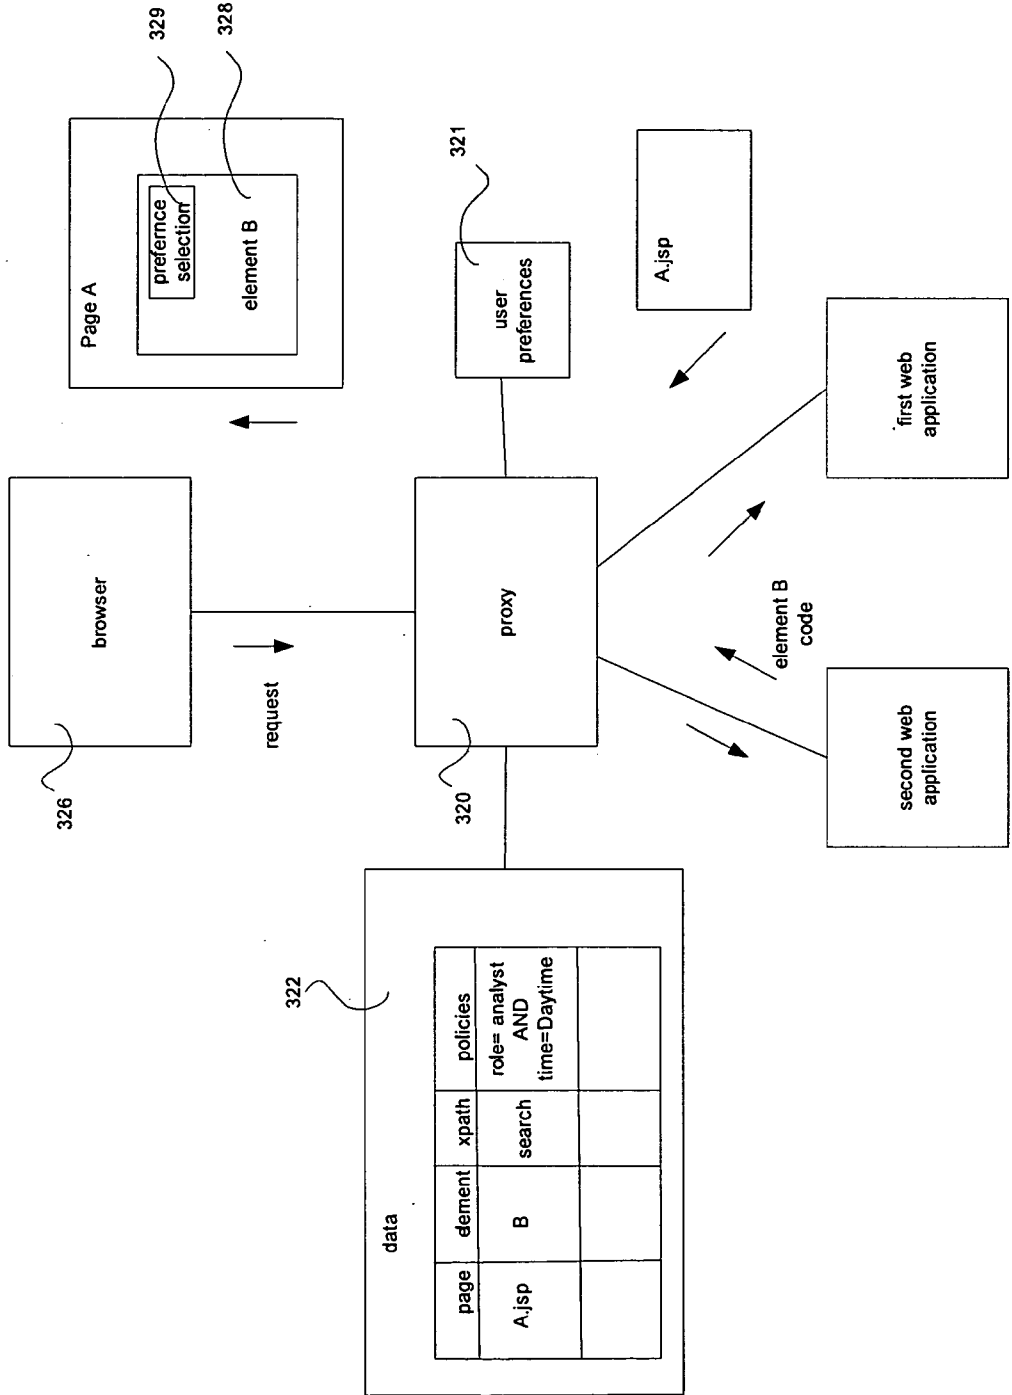 326
browser
request
Page A
prefernce
selection
element B
329
328
322
data
page element xpath policies
A.jsp B search role= analyst
AND
time=Daytime
320
proxy
321
user
preferences
A.jsp
element B
code
second web
application
first web
application